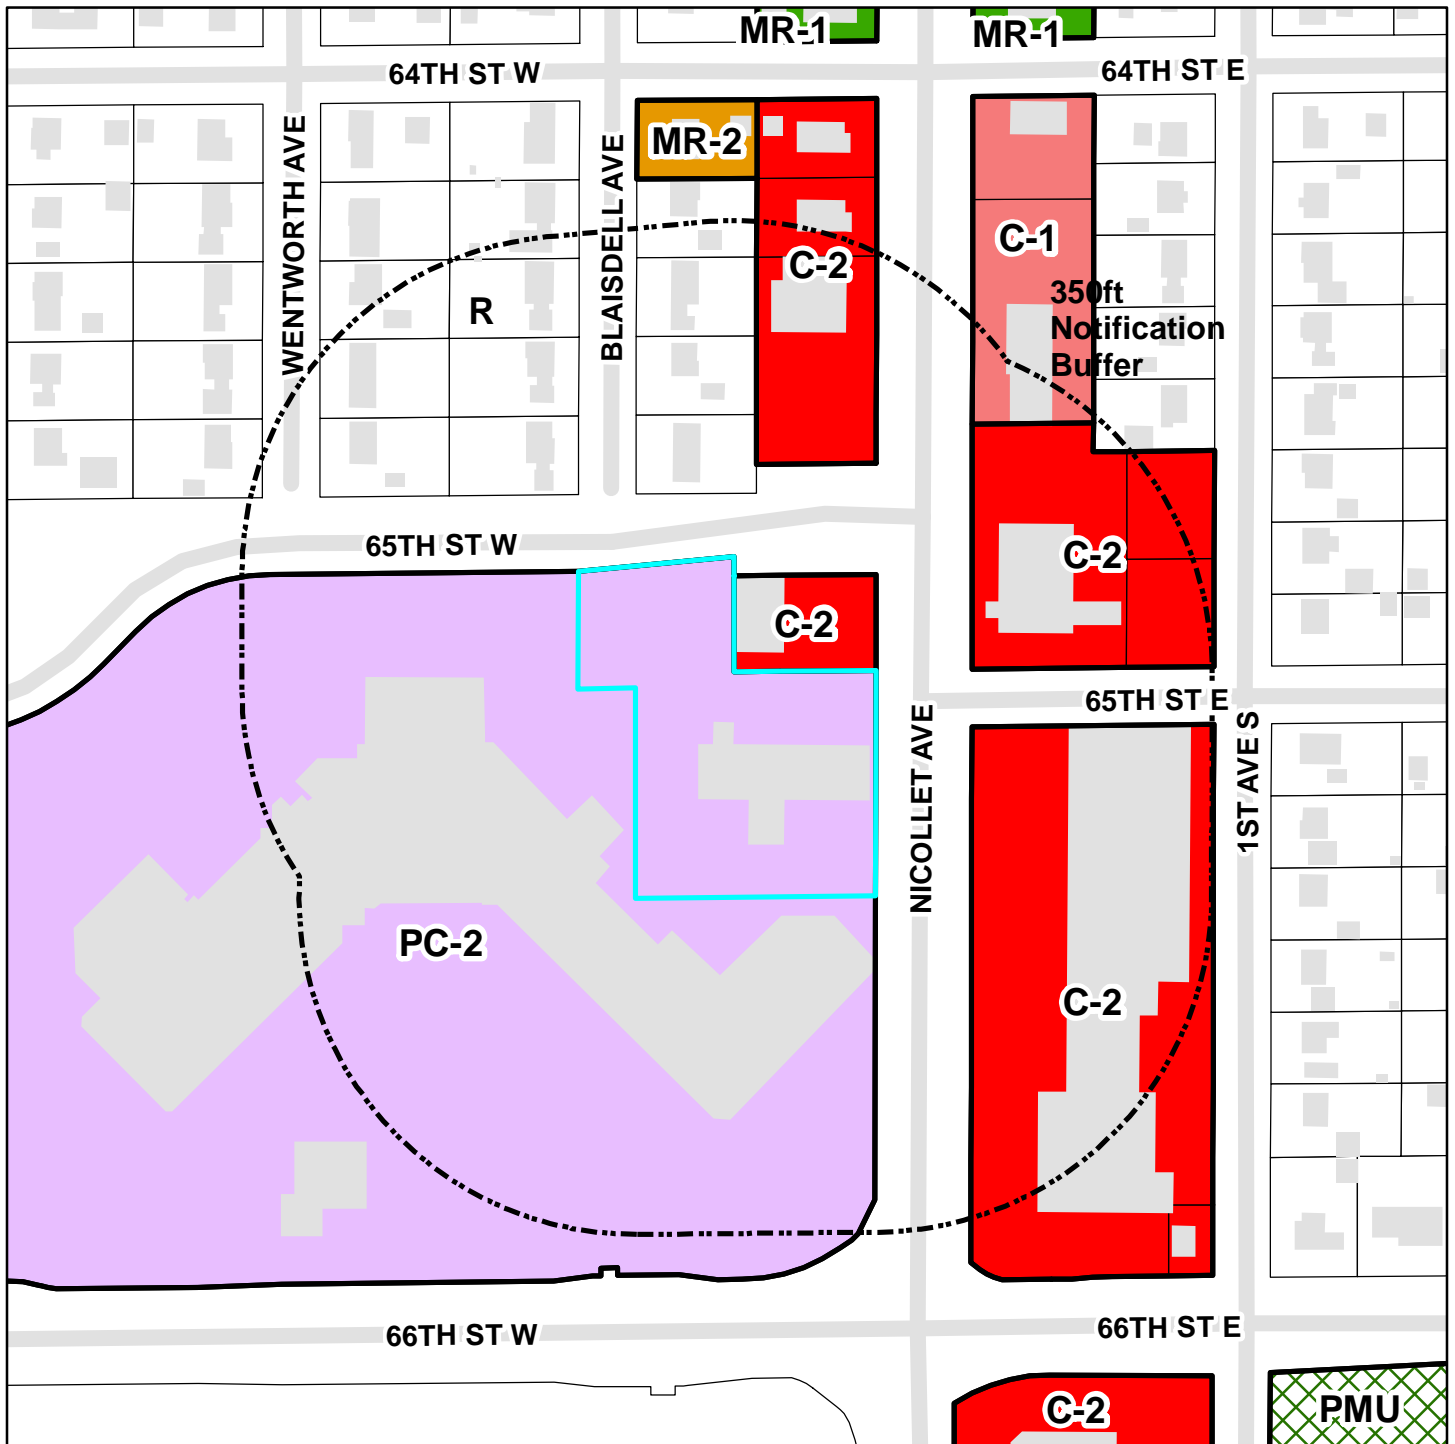 MR-1
MR-1
64TH ST W
64TH ST E
WENTWORTH AVE
BLAISDELL AVE
MR-2
C-2
C-1
R
350ft
Notification
Buffer
65TH ST W
C-2
C-2
65TH ST E
NICOLLET AVE
1ST AVE S
PC-2
C-2
66TH ST W
66TH ST E
C-2
PMU